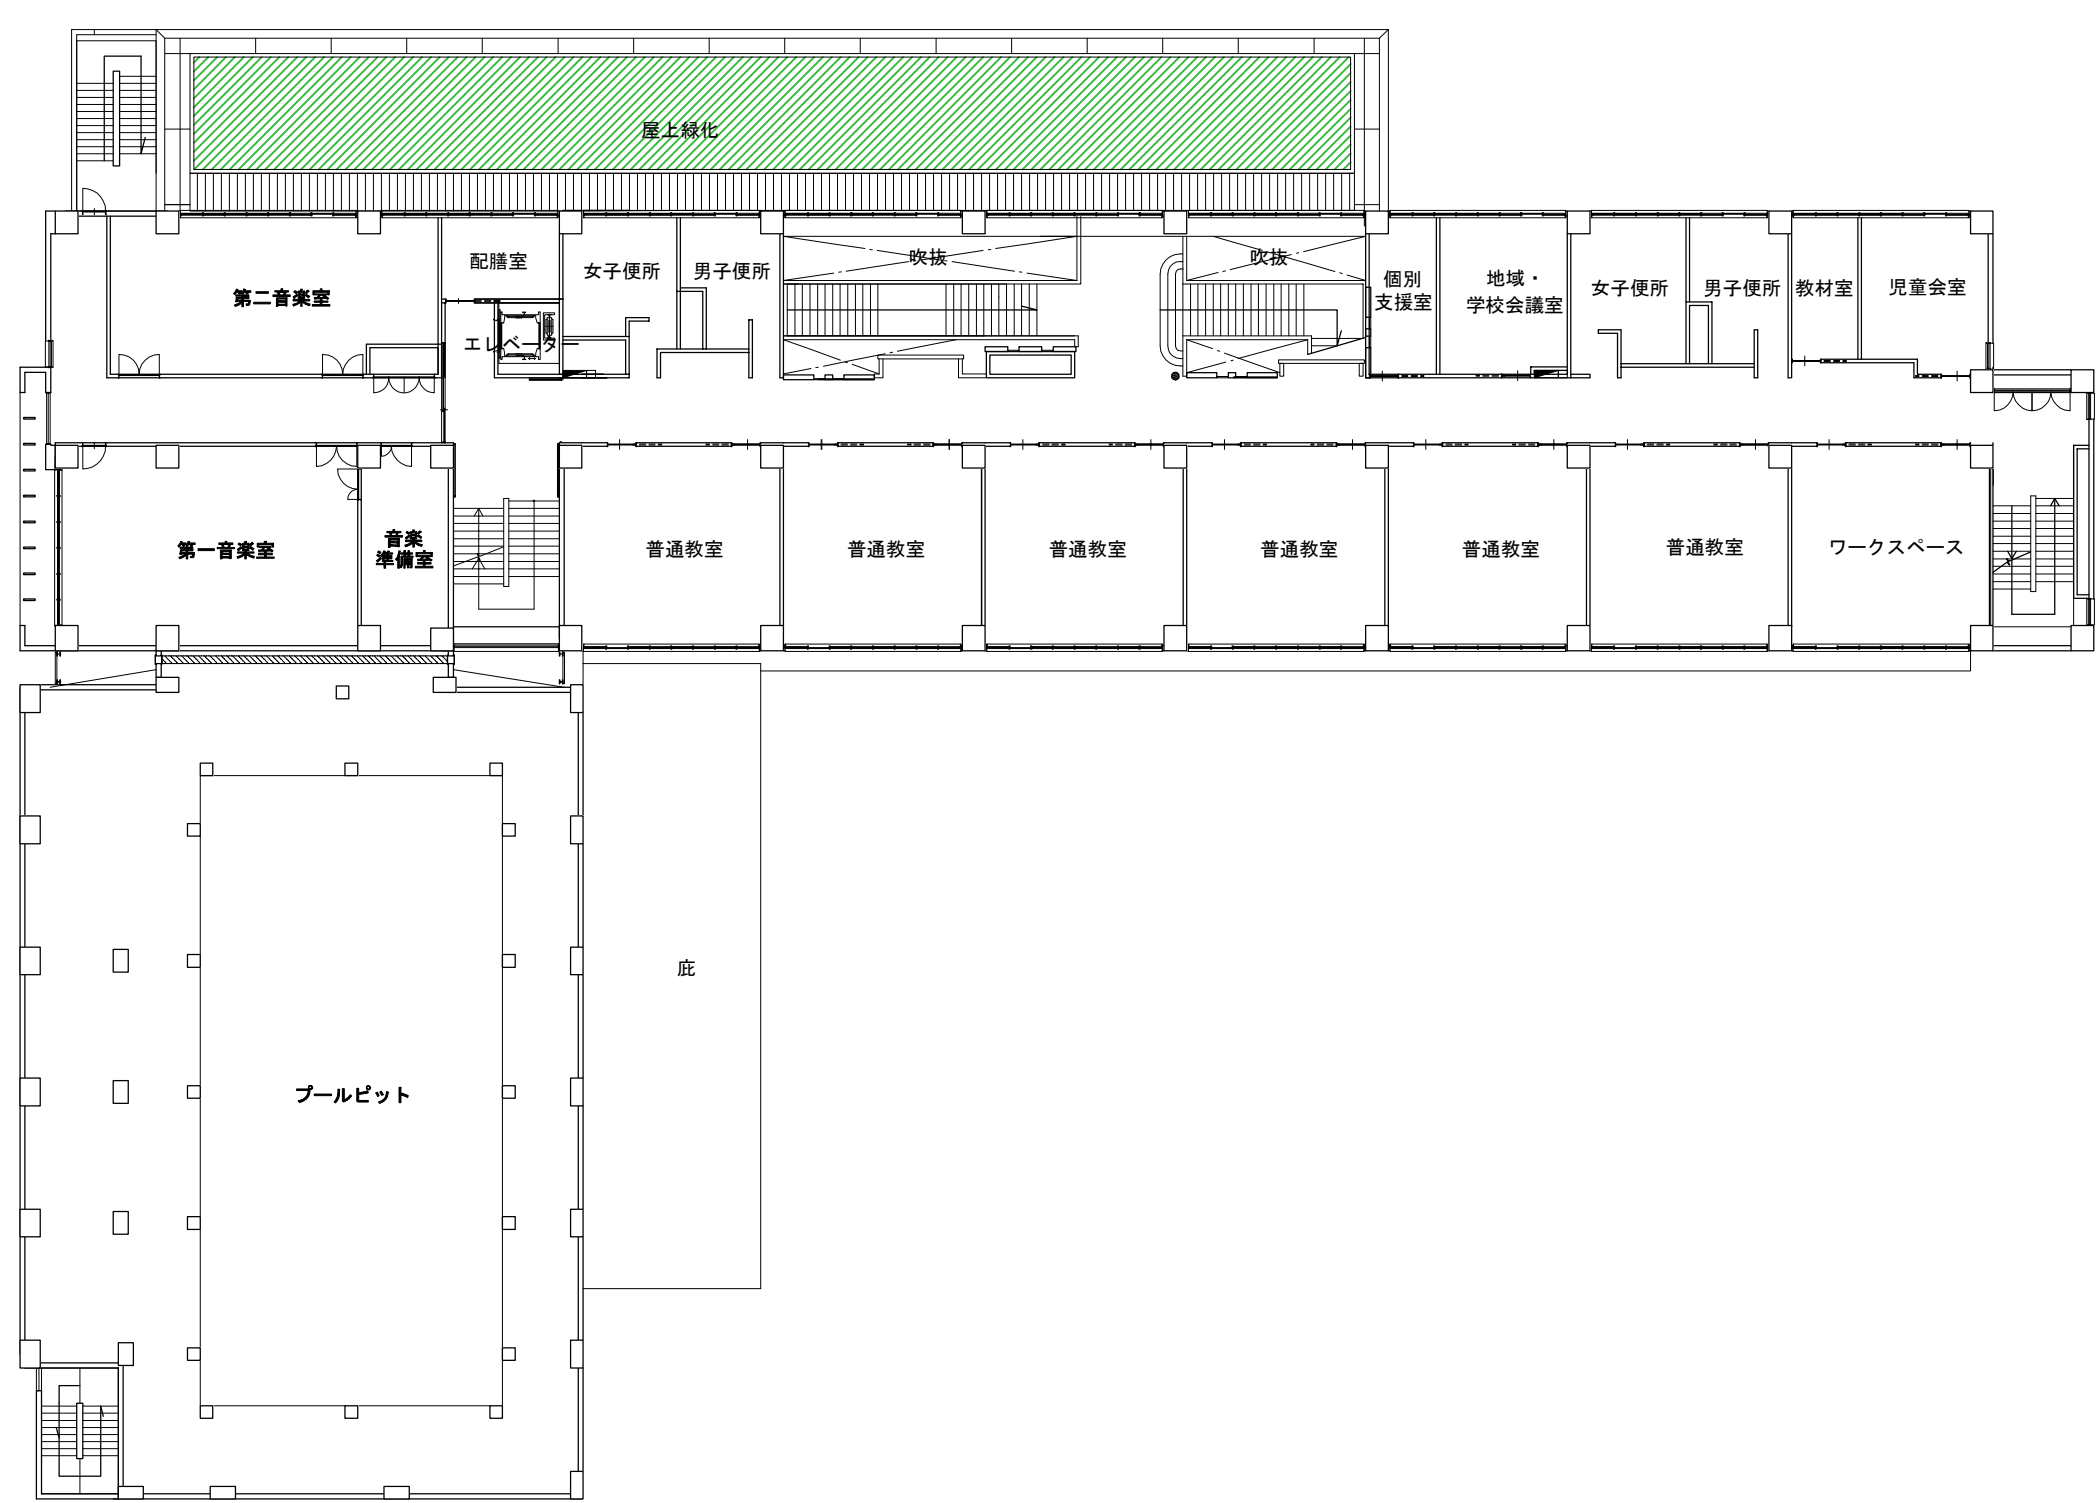 屋上緑化
第二音楽室
配膳室
エレベーター
女子便所
男子便所
吹抜
吹抜
個別
支援室
地域・
学校会議室
女子便所
男子便所
教材室
児童会室
第一音楽室
音楽
準備室
普通教室
普通教室
普通教室
普通教室
普通教室
普通教室
ワークスペース
庇
プールピット